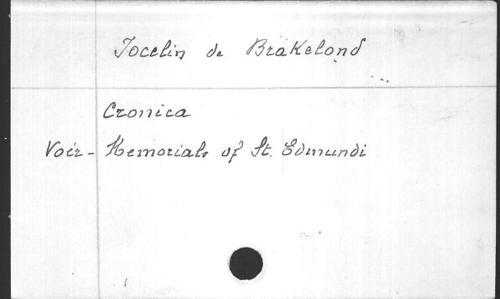 Jocelin de Brakelond
Cronica
Voir - Memorials of St. Edmundi